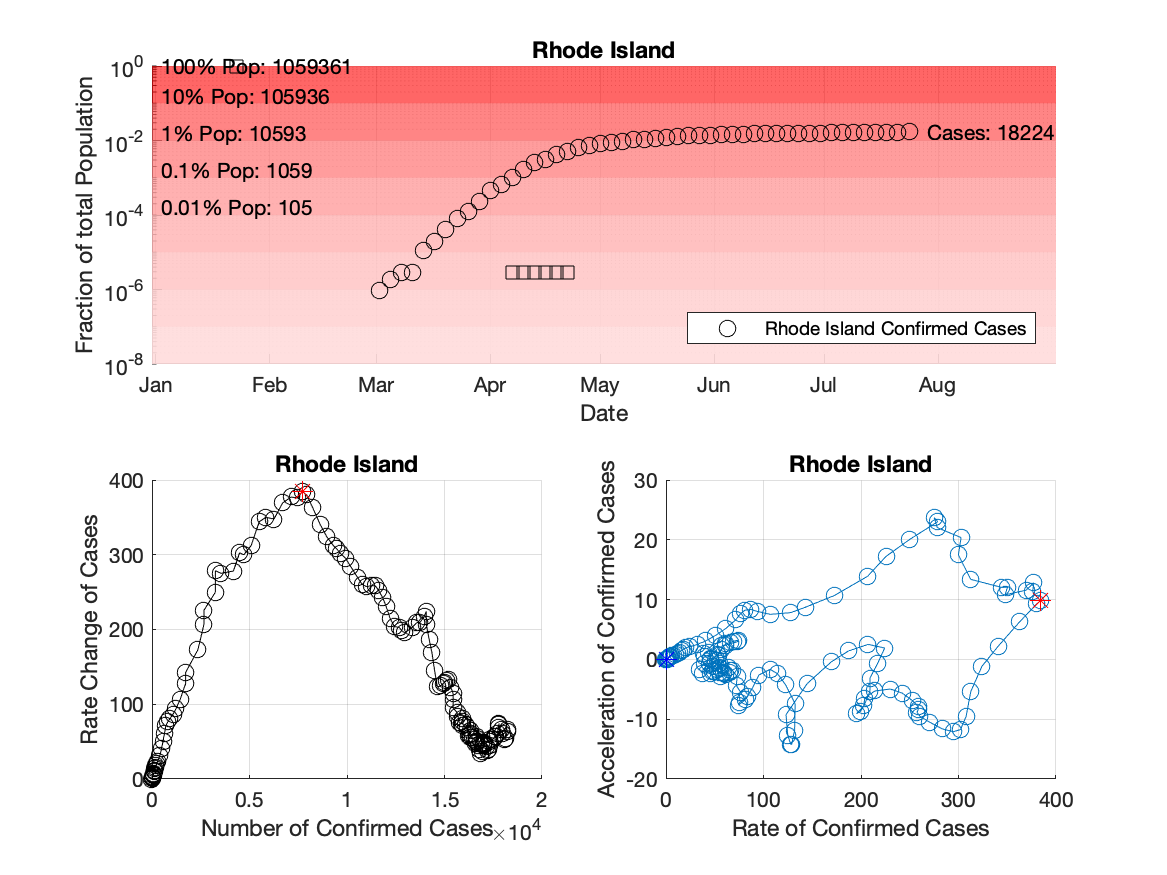 Rhode Island
Fraction of total Population
10^0
10^-2
10^-4
10^-6
10^-8
100% Pop: 1059361
10% Pop: 105936
1% Pop: 10593
0.1% Pop: 1059
0.01% Pop: 105
Cases: 18224
Rhode Island Confirmed Cases
Jan Feb Mar Apr May Jun Jul Aug
Date
Rhode Island
Rate Change of Cases
400
300
200
100
0
0 0.5 1 1.5 2
Number of Confirmed Cases ×10^4
Rhode Island
Acceleration of Confirmed Cases
30
20
10
0
-10
-20
0 100 200 300 400
Rate of Confirmed Cases